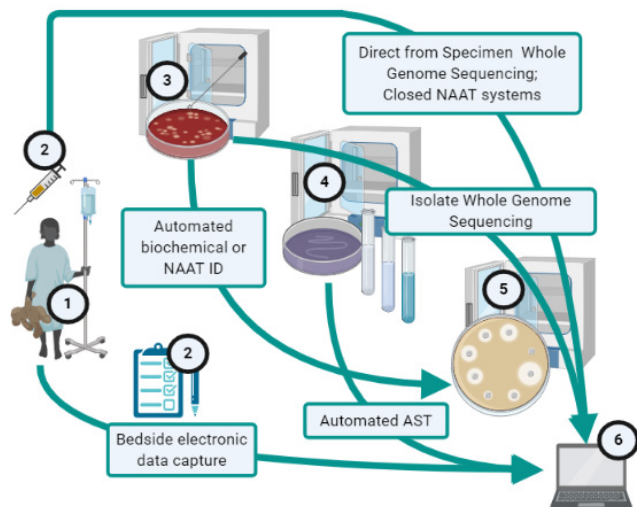 Direct from Specimen Whole
Genome Sequencing;
Closed NAAT systems
3
2
4
Isolate Whole Genome
Sequencing
Automated
biochemical or
NAAT ID
1
5
2
Automated AST
Bedside electronic
data capture
6